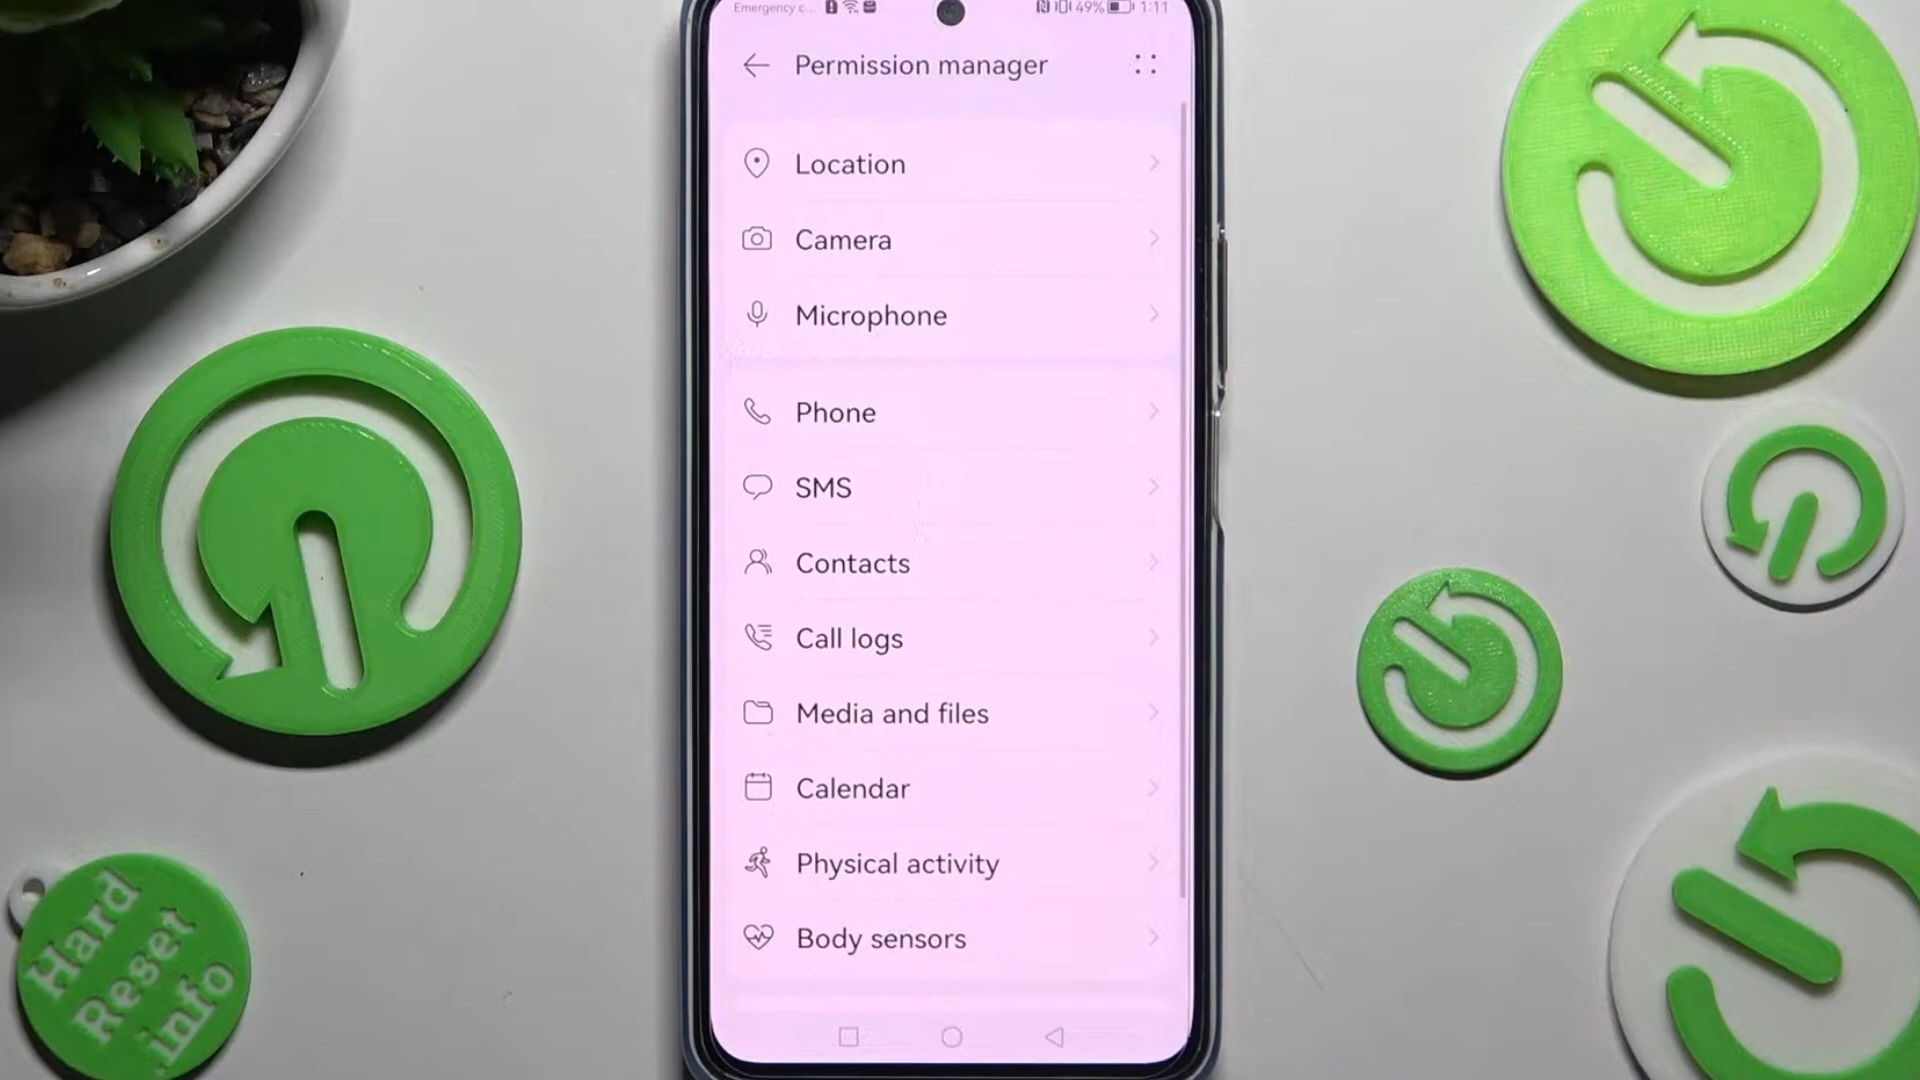 Emergency c...
49%
1:11
Permission manager
Location
Camera
Microphone
Phone
SMS
Contacts
Call logs
Media and files
Calendar
Physical activity
Body sensors
Hard
Reset
info